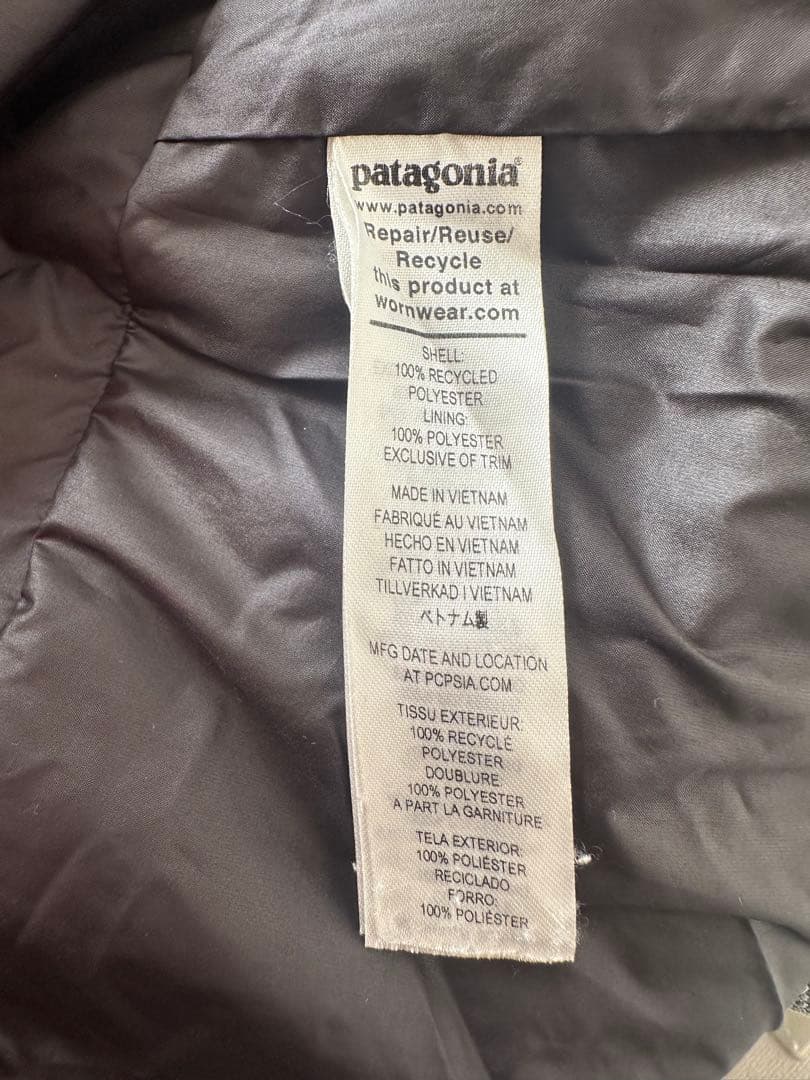 patagonia®
www.patagonia.com
Repair/Reuse/
Recycle
this product at
wornwear.com
SHELL:
100% RECYCLED
POLYESTER
LINING:
100% POLYESTER
EXCLUSIVE OF TRIM
MADE IN VIETNAM
FABRIQUÉ AU VIETNAM
HECHO EN VIETNAM
FATTO IN VIETNAM
TILLVERKAD I VIETNAM
ベトナム製
MFG DATE AND LOCATION
AT PCPSIA.COM
TISSU EXTERIEUR:
100% RECYCLÉ
POLYESTER
DOUBLURE:
100% POLYESTER
A PART LA GARNITURE
TELA EXTERIOR:
100% POLIÉSTER
RECICLADO
FORRO:
100% POLIÉSTER